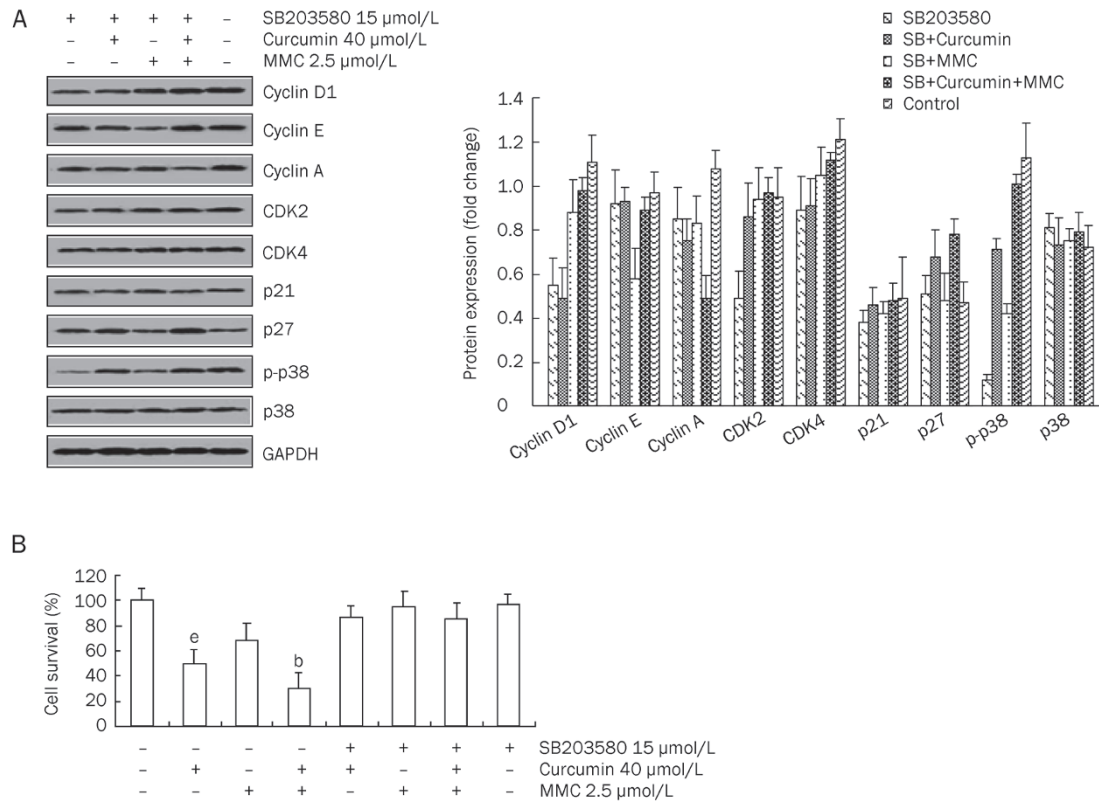 A
+ + + + – SB203580 15 μmol/L
– + – + – Curcumin 40 μmol/L
– – + + – MMC 2.5 μmol/L
Cyclin D1
Cyclin E
Cyclin A
CDK2
CDK4
p21
p27
p-p38
p38
GAPDH
SB203580
SB+Curcumin
SB+MMC
SB+Curcumin+MMC
Control
Protein expression (fold change)
1.4
1.2
1.0
0.8
0.6
0.4
0.2
0
Cyclin D1 Cyclin E Cyclin A CDK2 CDK4 p21 p27 p-p38 p38
B
Cell survival (%)
120
100
80
60
40
20
0
e
b
– – – – + + + + SB203580 15 μmol/L
– + – + + – + – Curcumin 40 μmol/L
– – + + – + + – MMC 2.5 μmol/L